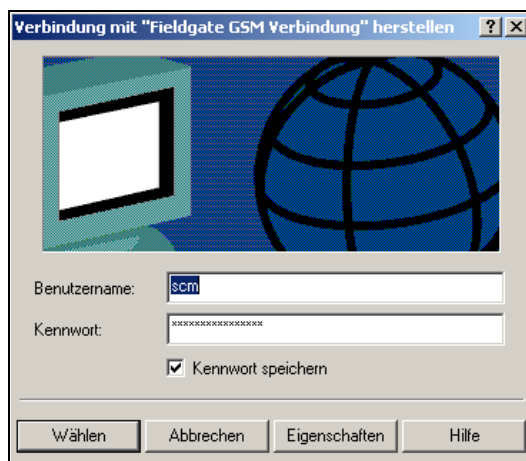 Verbindung mit "Fieldgate GSM Verbindung" herstellen
Benutzername: scm
Kennwort: ****************
Kennwort speichern
Wählen Abbrechen Eigenschaften Hilfe